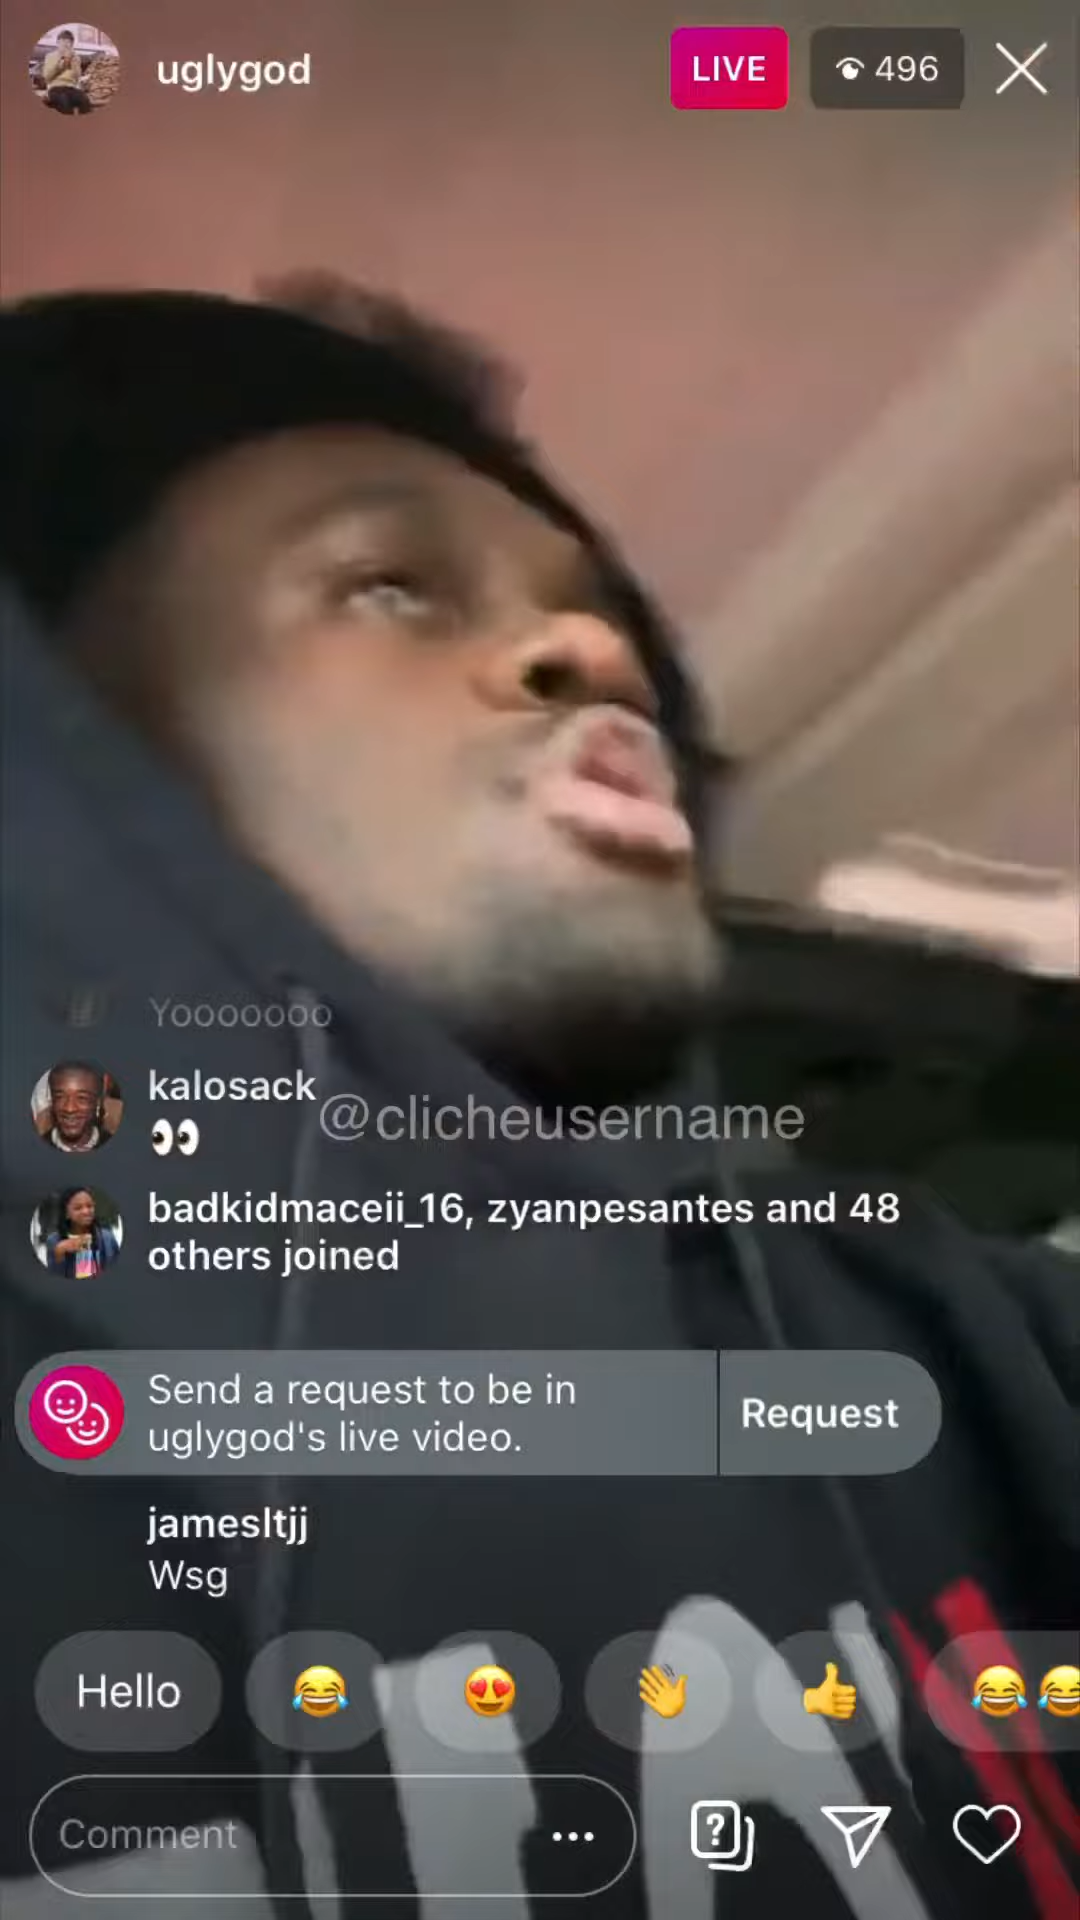 uglygod
LIVE
496
Yooooooo
kalosack
👀
@clicheusername
badkidmaceii_16, zyanpesantes and 48
others joined
Send a request to be in
uglygod's live video.
Request
jamesltjj
Wsg
Hello
😂
😍
👋
👍
😂😂
Comment